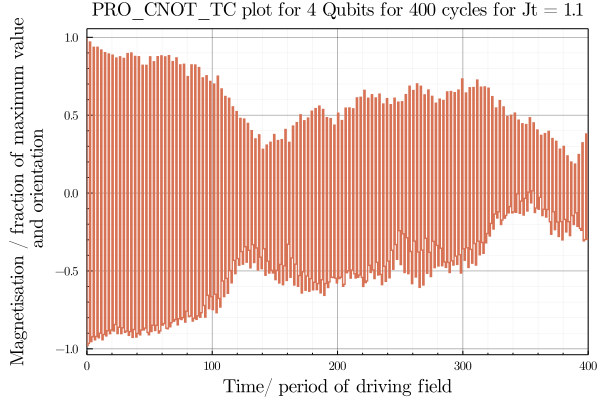 PRO_CNOT_TC plot for 4 Qubits for 400 cycles for Jt = 1.1
Magnetisation / fraction of maximum value
and orientation
1.0
0.5
0.0
−0.5
−1.0
0 100 200 300 400
Time/ period of driving field